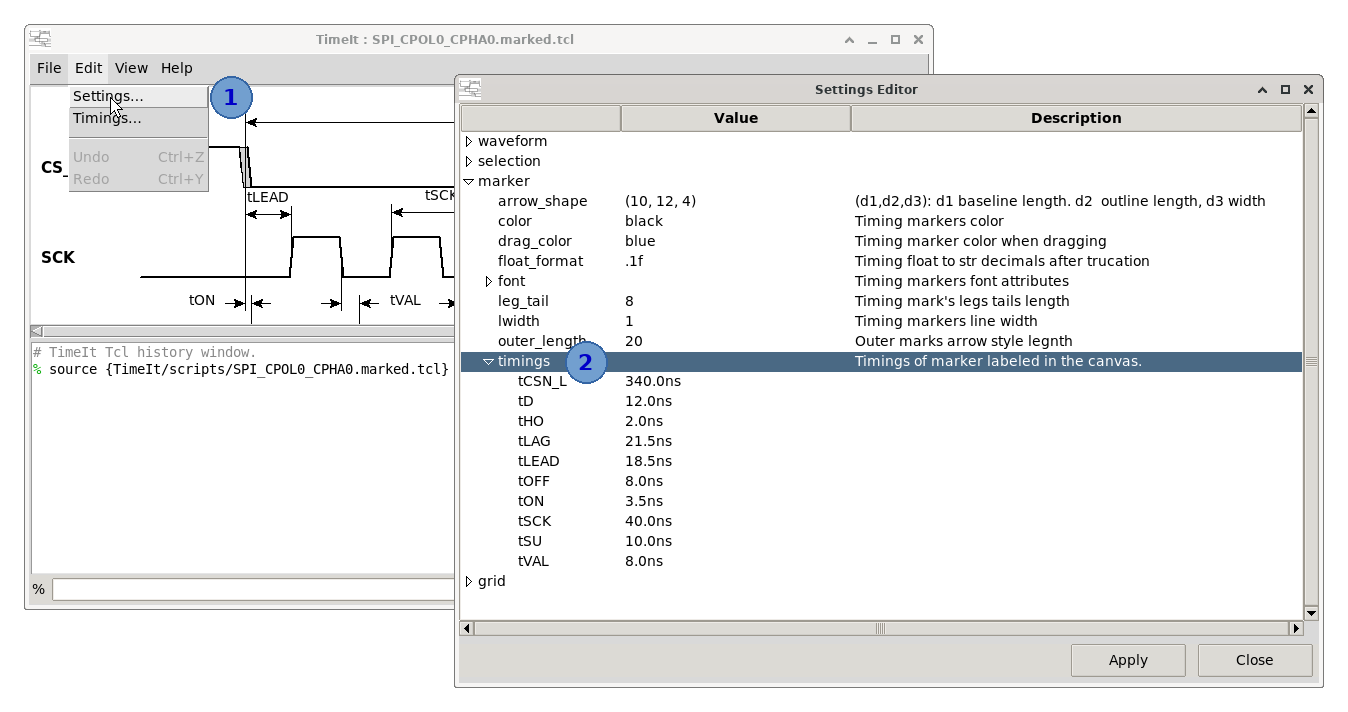 TimeIt : SPI_CPOL0_CPHA0.marked.tcl
File Edit View Help
Settings...
1
Timings...
Undo Ctrl+Z
Redo Ctrl+Y
CS_
tLEAD
tSCK
SCK
tON
tVAL
# TimeIt Tcl history window.
% source {TimeIt/scripts/SPI_CPOL0_CPHA0.marked.tcl}
%
Settings Editor
Value Description
waveform
selection
marker
arrow_shape (10, 12, 4) (d1,d2,d3): d1 baseline length. d2 outline length, d3 width
color black Timing markers color
drag_color blue Timing marker color when dragging
float_format .1f Timing float to str decimals after trucation
font Timing markers font attributes
leg_tail 8 Timing mark's legs tails length
lwidth 1 Timing markers line width
outer_length 20 Outer marks arrow style legnth
timings 2 Timings of marker labeled in the canvas.
tCSN_L 340.0ns
tD 12.0ns
tHO 2.0ns
tLAG 21.5ns
tLEAD 18.5ns
tOFF 8.0ns
tON 3.5ns
tSCK 40.0ns
tSU 10.0ns
tVAL 8.0ns
grid
Apply Close